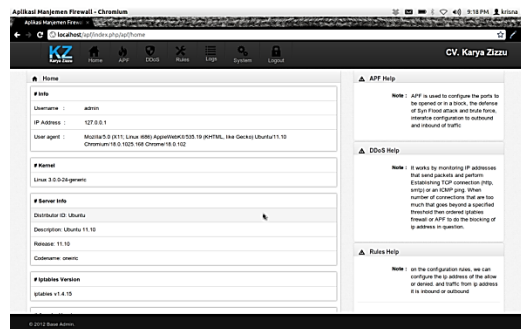 Aplikasi Manjemen Firewall - Chromium
9:18 PM krisna
Aplikasi Manjemen Firewa
localhost/apf/index.php/apf/home
KZ
Karya Zizzu
Home
APF
DDoS
Rules
Logs
System
Logout
CV. Karya Zizzu
Home
# Info
Username : admin
IP Address : 127.0.0.1
User agent : Mozilla/5.0 (X11; Linux i686) AppleWebKit/535.19 (KHTML, like Gecko) Ubuntu/11.10
Chromium/18.0.1025.168 Chrome/18.0.102
# Kernel
Linux 3.0.0-24-generic
# Server Info
Distributor ID: Ubuntu
Description: Ubuntu 11.10
Release: 11.10
Codename: oneiric
# Iptables Version
iptables v1.4.15
APF Help
Note : APF is used to configure the ports to
be opened or in a block, the defense
of Syn Flood attack and brute force,
interafce configuration to outbound
and inbound of traffic
DDoS Help
Note : It works by monitoring IP addresses
that send packets and perform
Establishing TCP connection (http,
smtp) or an ICMP ping. When
number of connections that are too
much that goes beyond a specified
threshold then ordered iptables
firewall or APF to do the blocking of
ip address in question.
Rules Help
Note : on the configuration rules, we can
configure the ip address of the allow
or denied. and traffic from ip address
it is inbound or outbound
© 2012 Base Admin.